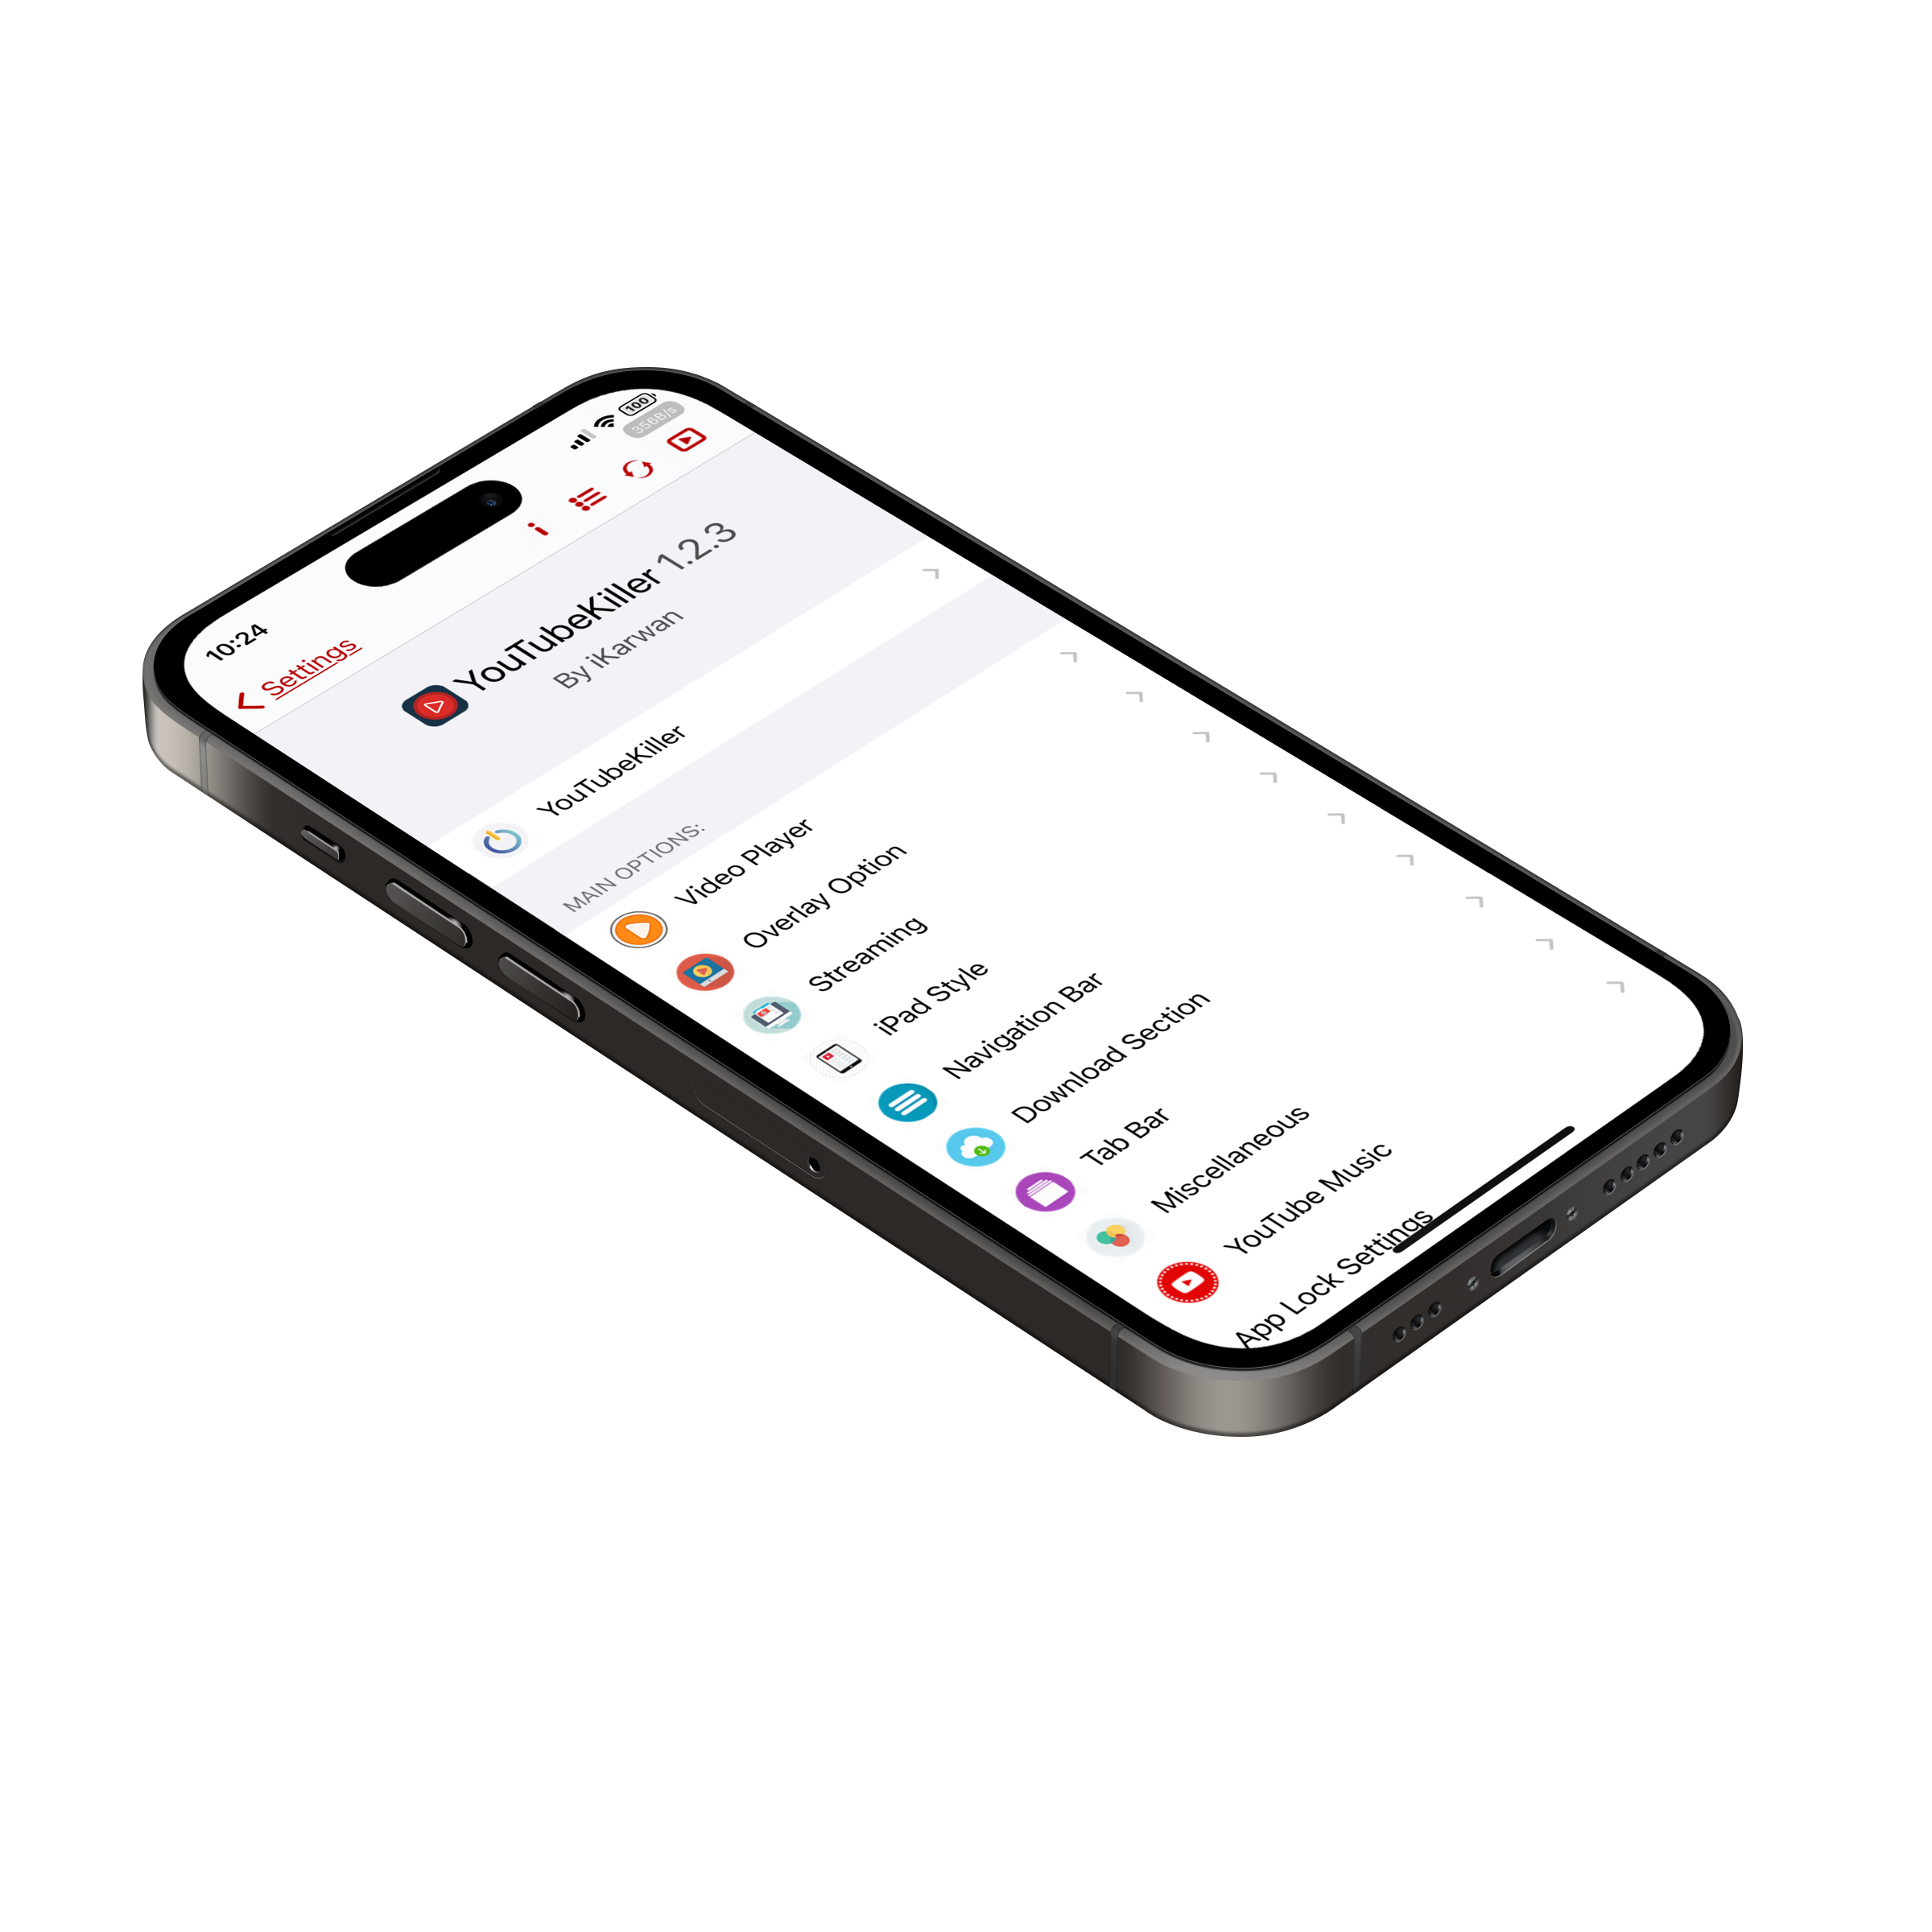 10:24
100
356B/s
Settings
YouTubeKiller 1.2.3
By iKarwan
YouTubeKiller
MAIN OPTIONS:
Video Player
Overlay Option
Streaming
iPad Style
Navigation Bar
Download Section
Tab Bar
Miscellaneous
YouTube Music
App Lock Settings